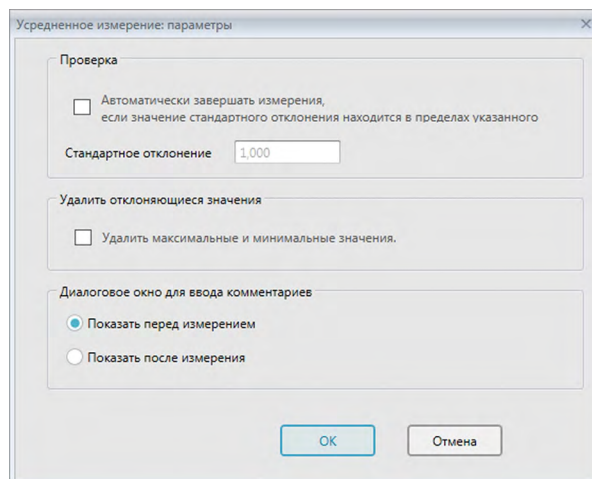 Усредненное измерение: параметры
Проверка
Автоматически завершать измерения,
если значение стандартного отклонения находится в пределах указанного
Стандартное отклонение 1,000
Удалить отклоняющиеся значения
Удалить максимальные и минимальные значения.
Диалоговое окно для ввода комментариев
Показать перед измерением
Показать после измерения
OK Отмена